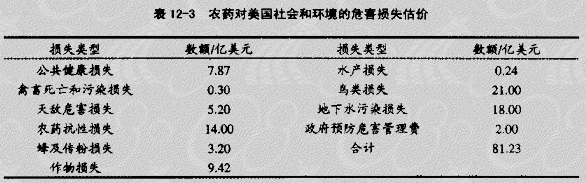 表 12-3 农药对美国社会和环境的危害损失估价
损失类型 数额/亿美元 损失类型 数额/亿美元
公共健康损失 7.87 水产损失 0.24
禽畜死亡和污染损失 0.30 鸟类损失 21.00
天敌危害损失 5.20 地下水污染损失 18.00
农药抗性损失 14.00 政府预防危害管理费 2.00
蜂及传粉损失 3.20 合计 81.23
作物损失 9.42